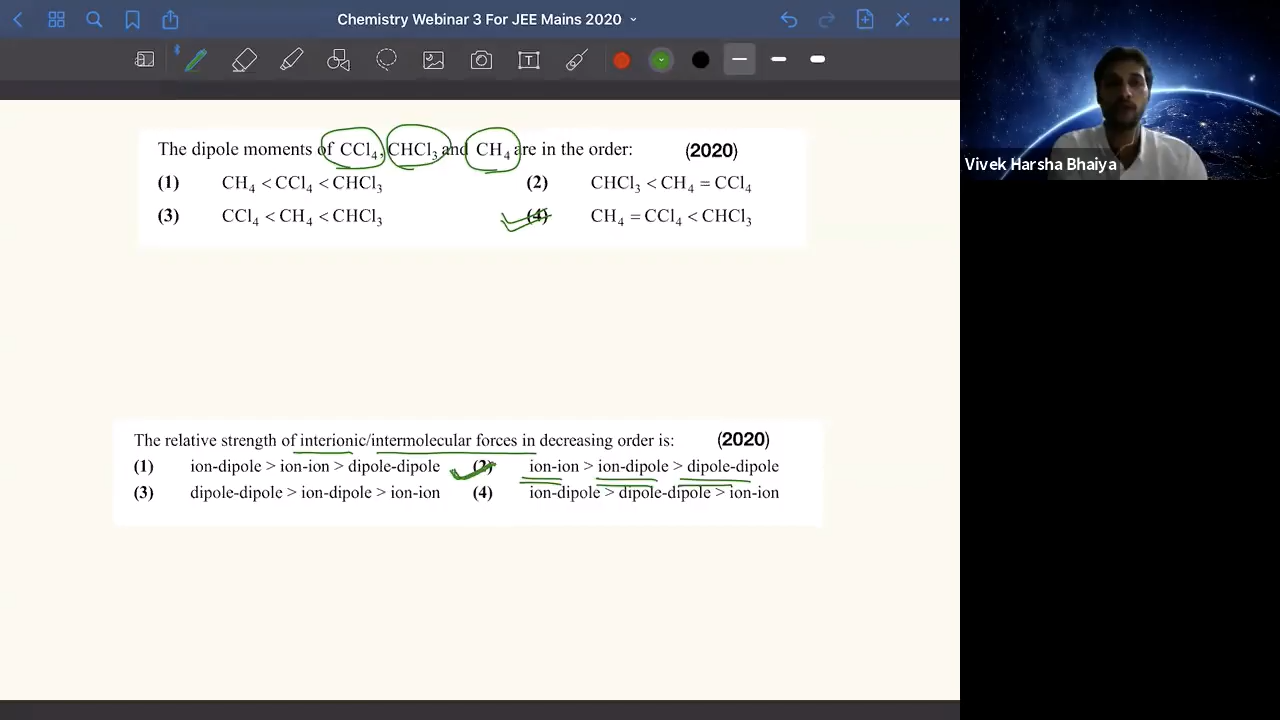 Chemistry Webinar 3 For JEE Mains 2020
T
Vivek Harsha Bhaiya
The dipole moments of CCl₄, CHCl₃ and CH₄ are in the order: (2020)
(1) CH₄ < CCl₄ < CHCl₃ (2) CHCl₃ < CH₄ = CCl₄
(3) CCl₄ < CH₄ < CHCl₃ (4) CH₄ = CCl₄ < CHCl₃
The relative strength of interionic/intermolecular forces in decreasing order is: (2020)
(1) ion-dipole > ion-ion > dipole-dipole (2) ion-ion > ion-dipole > dipole-dipole
(3) dipole-dipole > ion-dipole > ion-ion (4) ion-dipole > dipole-dipole > ion-ion